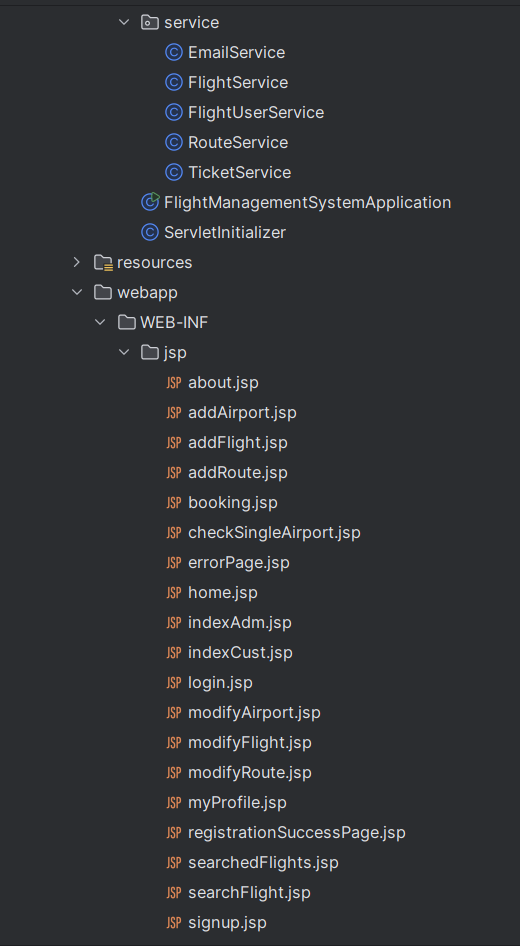 service
C EmailService
C FlightService
C FlightUserService
C RouteService
C TicketService
C FlightManagementSystemApplication
C ServletInitializer
resources
webapp
WEB-INF
jsp
JSP about.jsp
JSP addAirport.jsp
JSP addFlight.jsp
JSP addRoute.jsp
JSP booking.jsp
JSP checkSingleAirport.jsp
JSP errorPage.jsp
JSP home.jsp
JSP indexAdm.jsp
JSP indexCust.jsp
JSP login.jsp
JSP modifyAirport.jsp
JSP modifyFlight.jsp
JSP modifyRoute.jsp
JSP myProfile.jsp
JSP registrationSuccessPage.jsp
JSP searchedFlights.jsp
JSP searchFlight.jsp
JSP signup.jsp